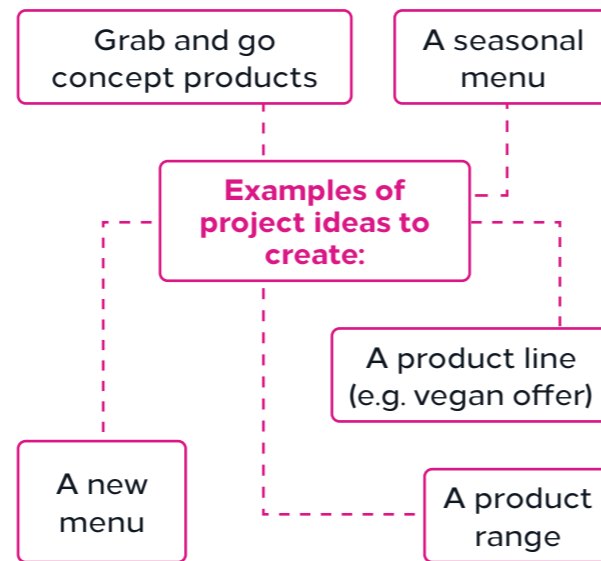 Grab and go
concept products
A seasonal
menu
Examples of
project ideas to
create:
A product line
(e.g. vegan offer)
A new
menu
A product
range